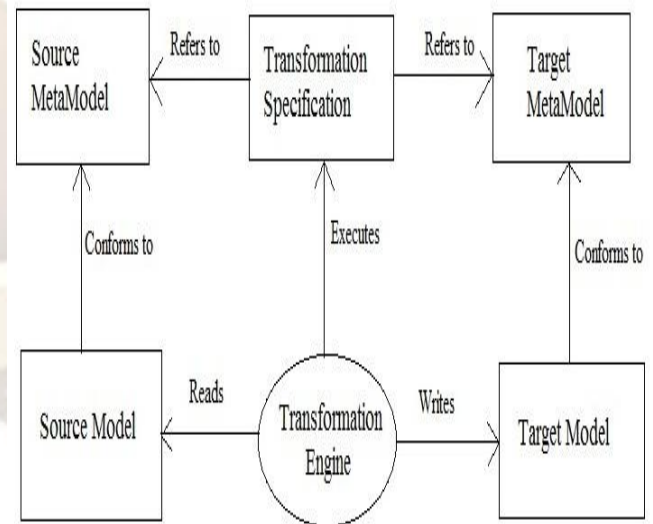 Source
MetaModel
Refers to
Transformation
Specification
Refers to
Target
MetaModel
Conforms to
Executes
Conforms to
Source Model
Reads
Transformation
Engine
Writes
Target Model